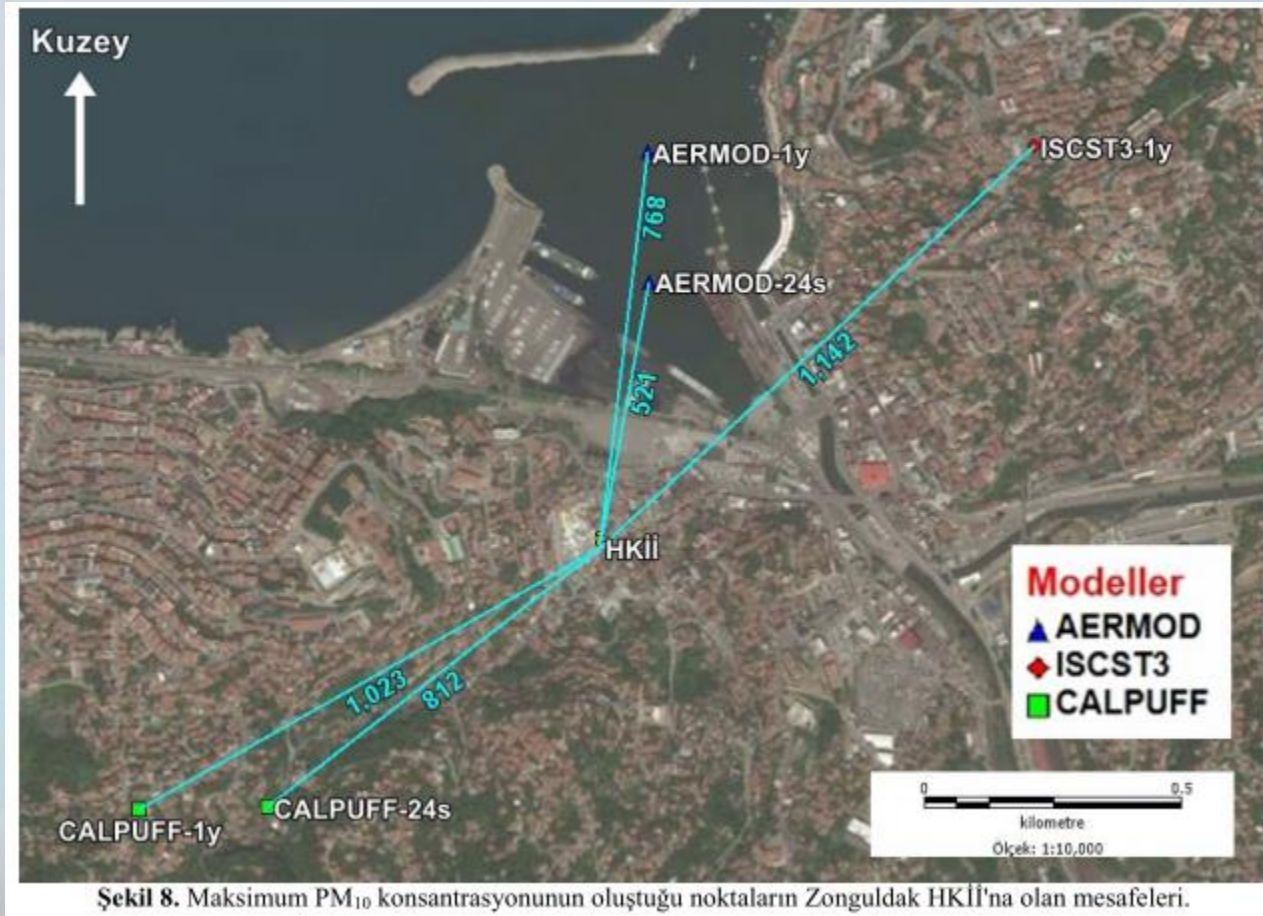 Kuzey
AERMOD-1y
ISCST3-1y
768
AERMOD-24s
1,142
521
HKİİ
Modeller
AERMOD
ISCST3
CALPUFF
1,023
812
CALPUFF-1y
CALPUFF-24s
0 0.5
kilometre
Ölçek: 1:10,000
Şekil 8. Maksimum PM₁₀ konsantrasyonunun oluştuğu noktaların Zonguldak HKİİ'na olan mesafeleri.